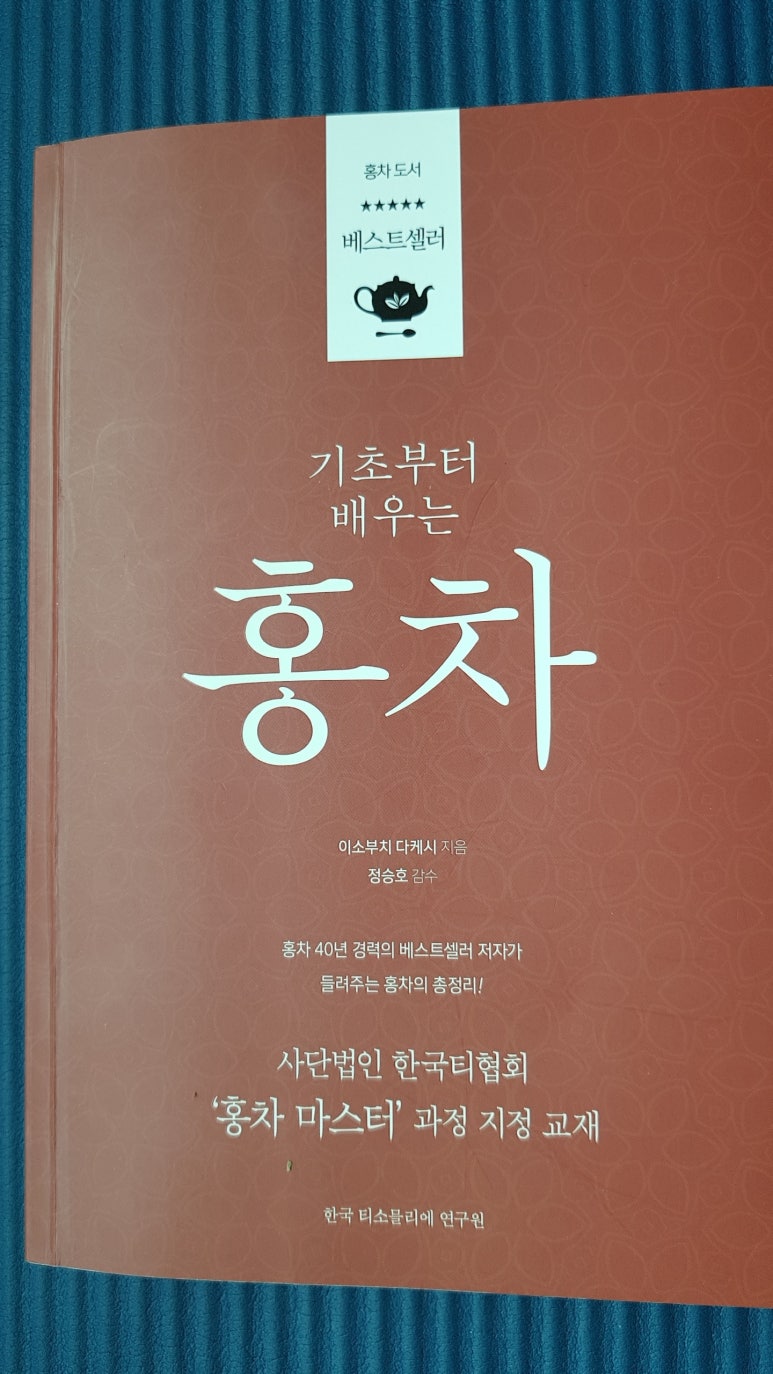 홍차 도서
★★★★★
베스트셀러
기초부터
배우는
홍차
이소부치 다케시 지음
정승호 감수
홍차 40년 경력의 베스트셀러 저자가
들려주는 홍차의 총정리!
사단법인 한국티협회
‘홍차 마스터’ 과정 지정 교재
한국 티소믈리에 연구원